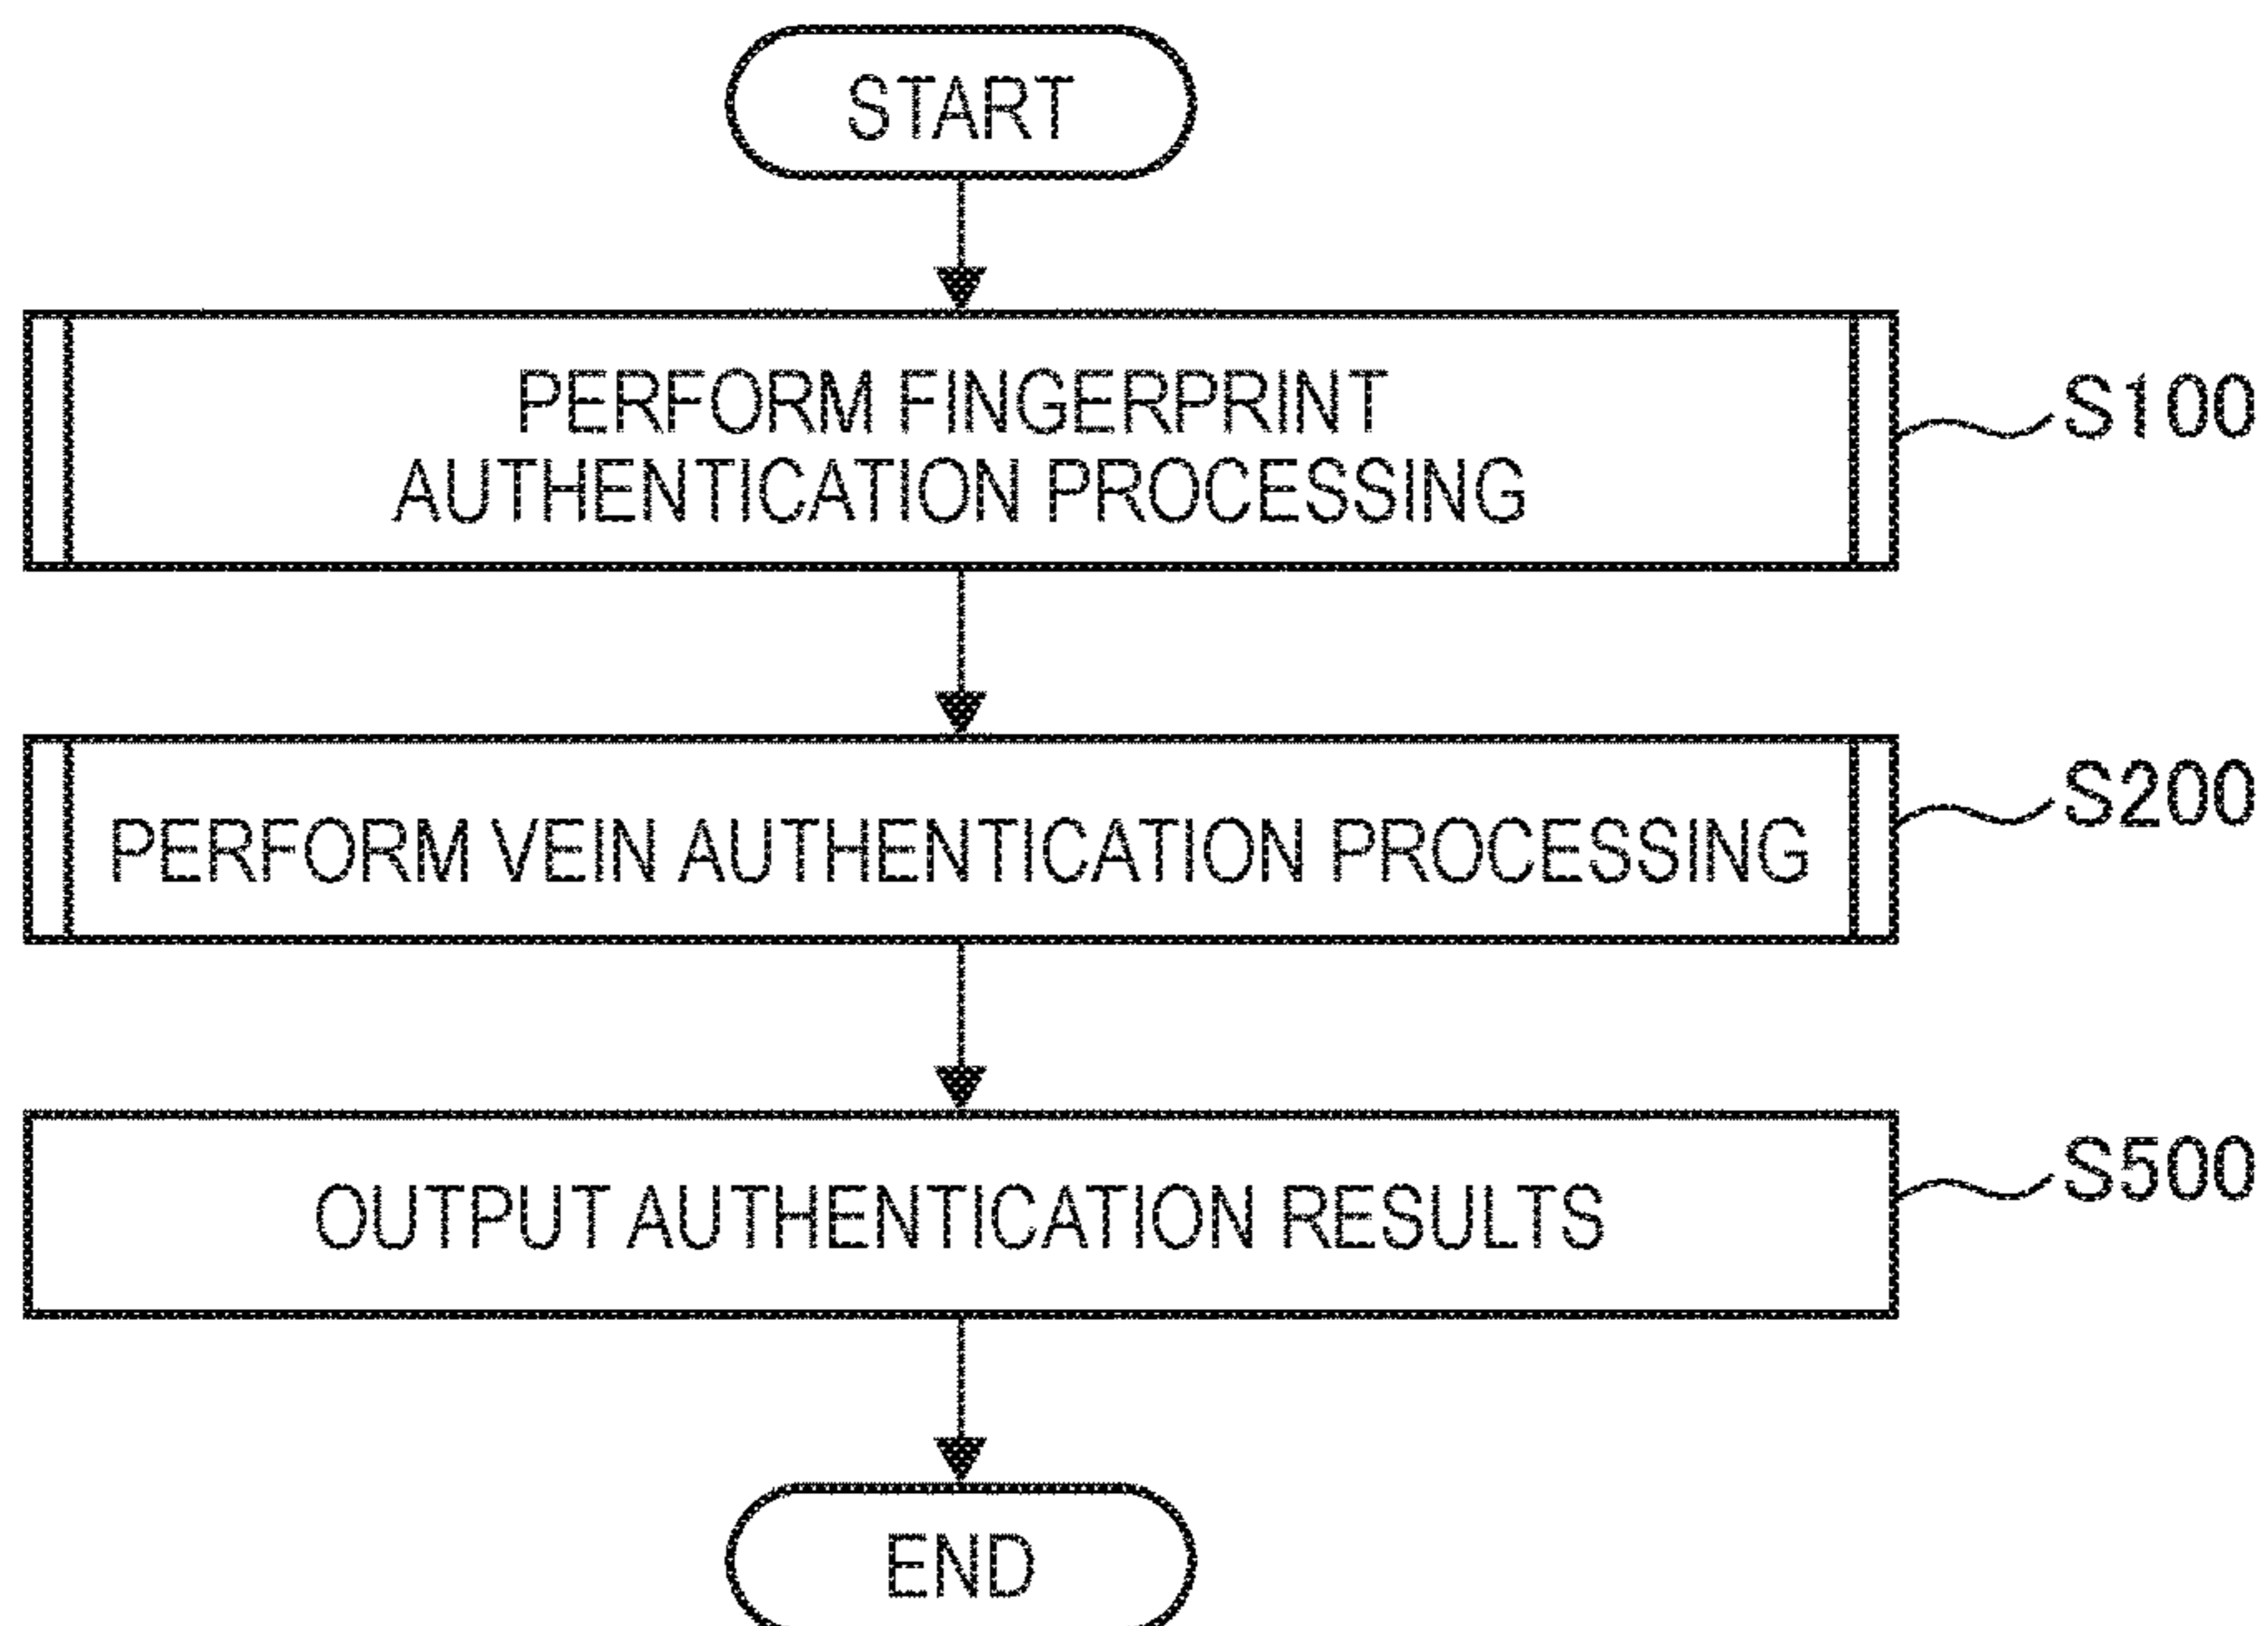 START
PERFORM FINGERPRINT
AUTHENTICATION PROCESSING
S100
PERFORM VEIN AUTHENTICATION PROCESSING
S200
OUTPUT AUTHENTICATION RESULTS
S500
END